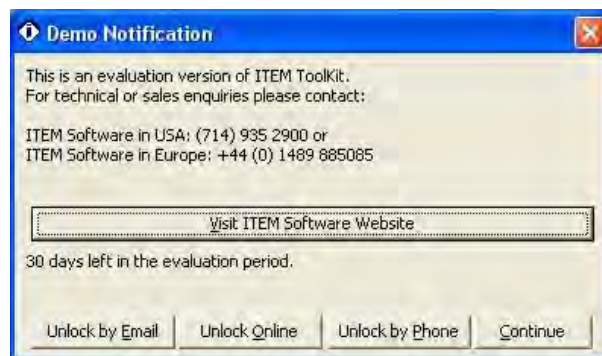 Demo Notification
This is an evaluation version of ITEM ToolKit.
For technical or sales enquiries please contact:
ITEM Software in USA: (714) 935 2900 or
ITEM Software in Europe: +44 (0) 1489 885085
Visit ITEM Software Website
30 days left in the evaluation period.
Unlock by Email Unlock Online Unlock by Phone Continue